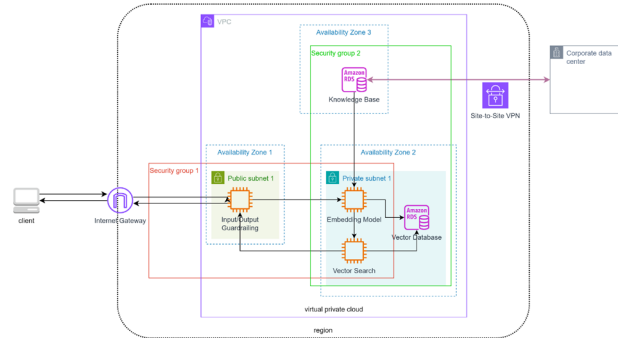 VPC
Availability Zone 3
Security group 2
Amazon
RDS
Knowledge Base
Corporate data
center
Site-to-Site VPN
Availability Zone 1
Availability Zone 2
Security group 1
Public subnet 1
Private subnet 1
client
Internet Gateway
Input/Output
Guardrailing
Embedding Model
Amazon
RDS
Vector Database
Vector Search
virtual private cloud
region